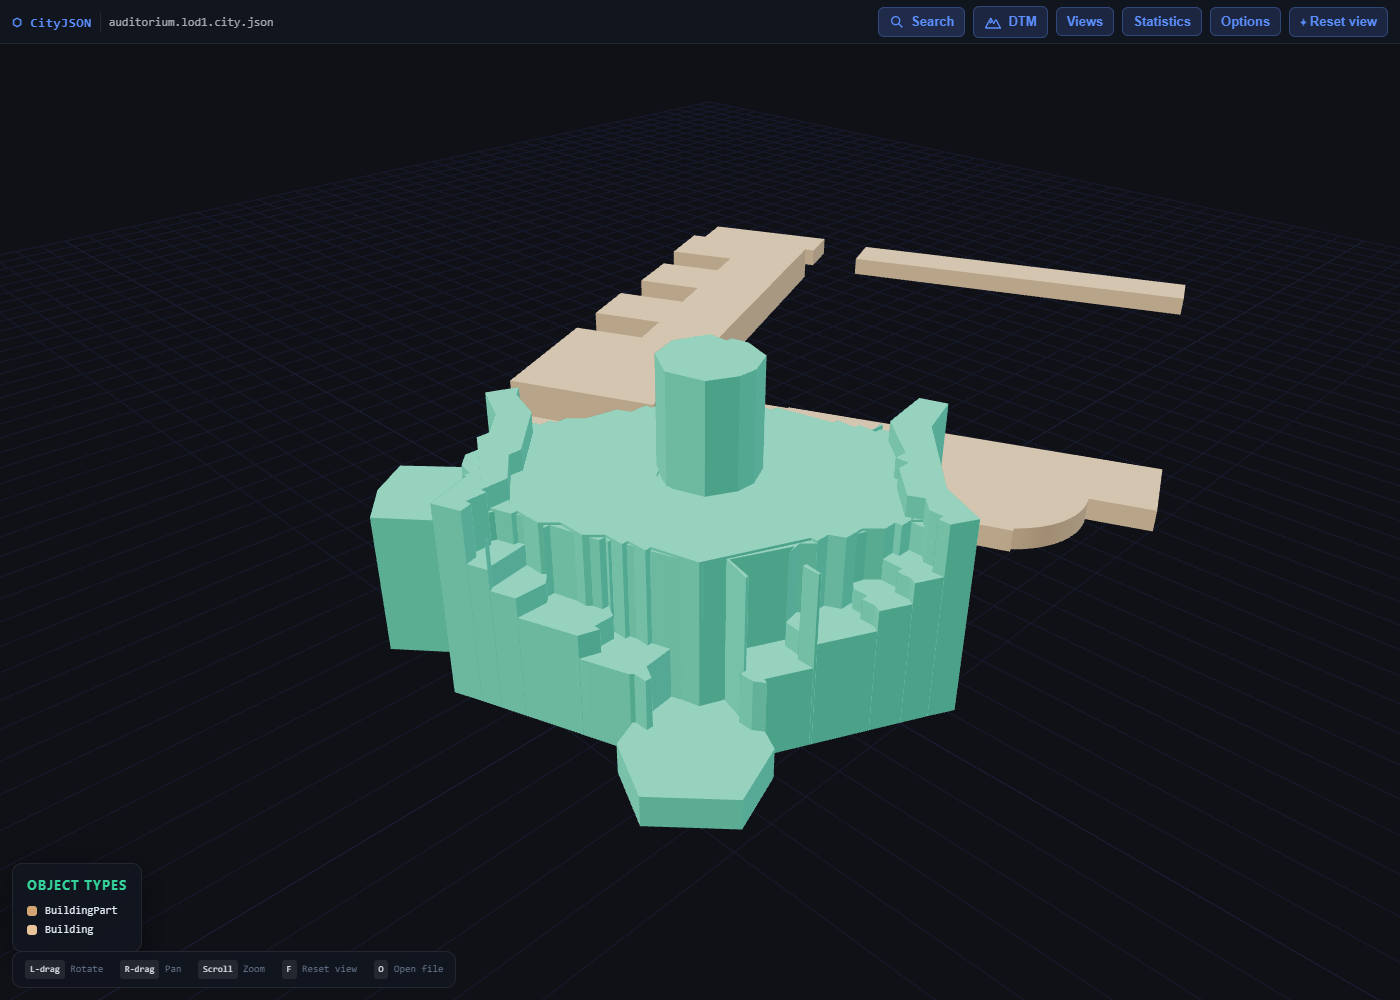 CityJSON auditorium.lod1.city.json
Search DTM Views Statistics Options Reset view
OBJECT TYPES
BuildingPart
Building
L-drag Rotate R-drag Pan Scroll Zoom F Reset view O Open file